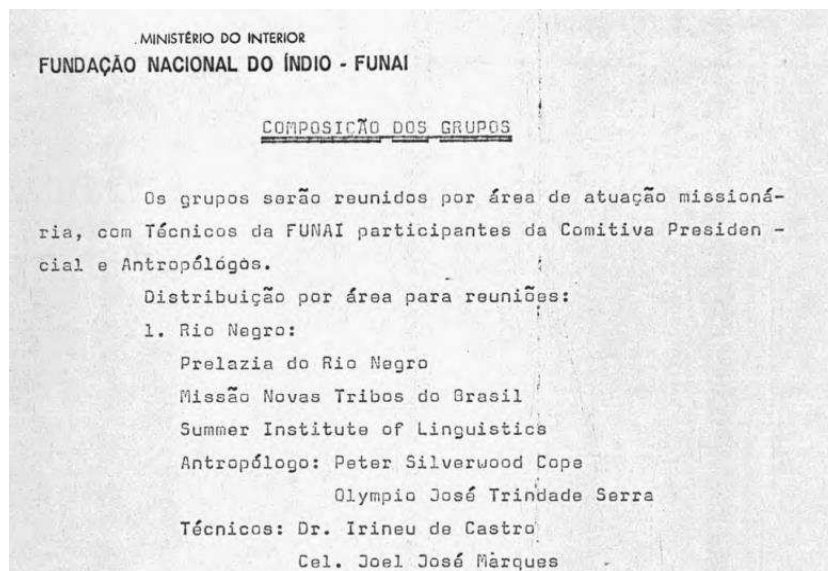 MINISTÉRIO DO INTERIOR
FUNDAÇÃO NACIONAL DO ÍNDIO - FUNAI
COMPOSIÇÃO DOS GRUPOS
Os grupos serão reunidos por área de atuação missioná-
ria, com Técnicos da FUNAI participantes da Comitiva Presiden -
cial e Antropólógos.
Distribuição por área para reuniões:
1. Rio Negro:
Prelazia do Rio Negro
Missão Novas Tribos do Brasil
Summer Institute of Linguistics
Antropólogo: Peter Silverwood Cope
Olympio José Trindade Serra
Técnicos: Dr. Irineu de Castro
Cel. Joel José Marques